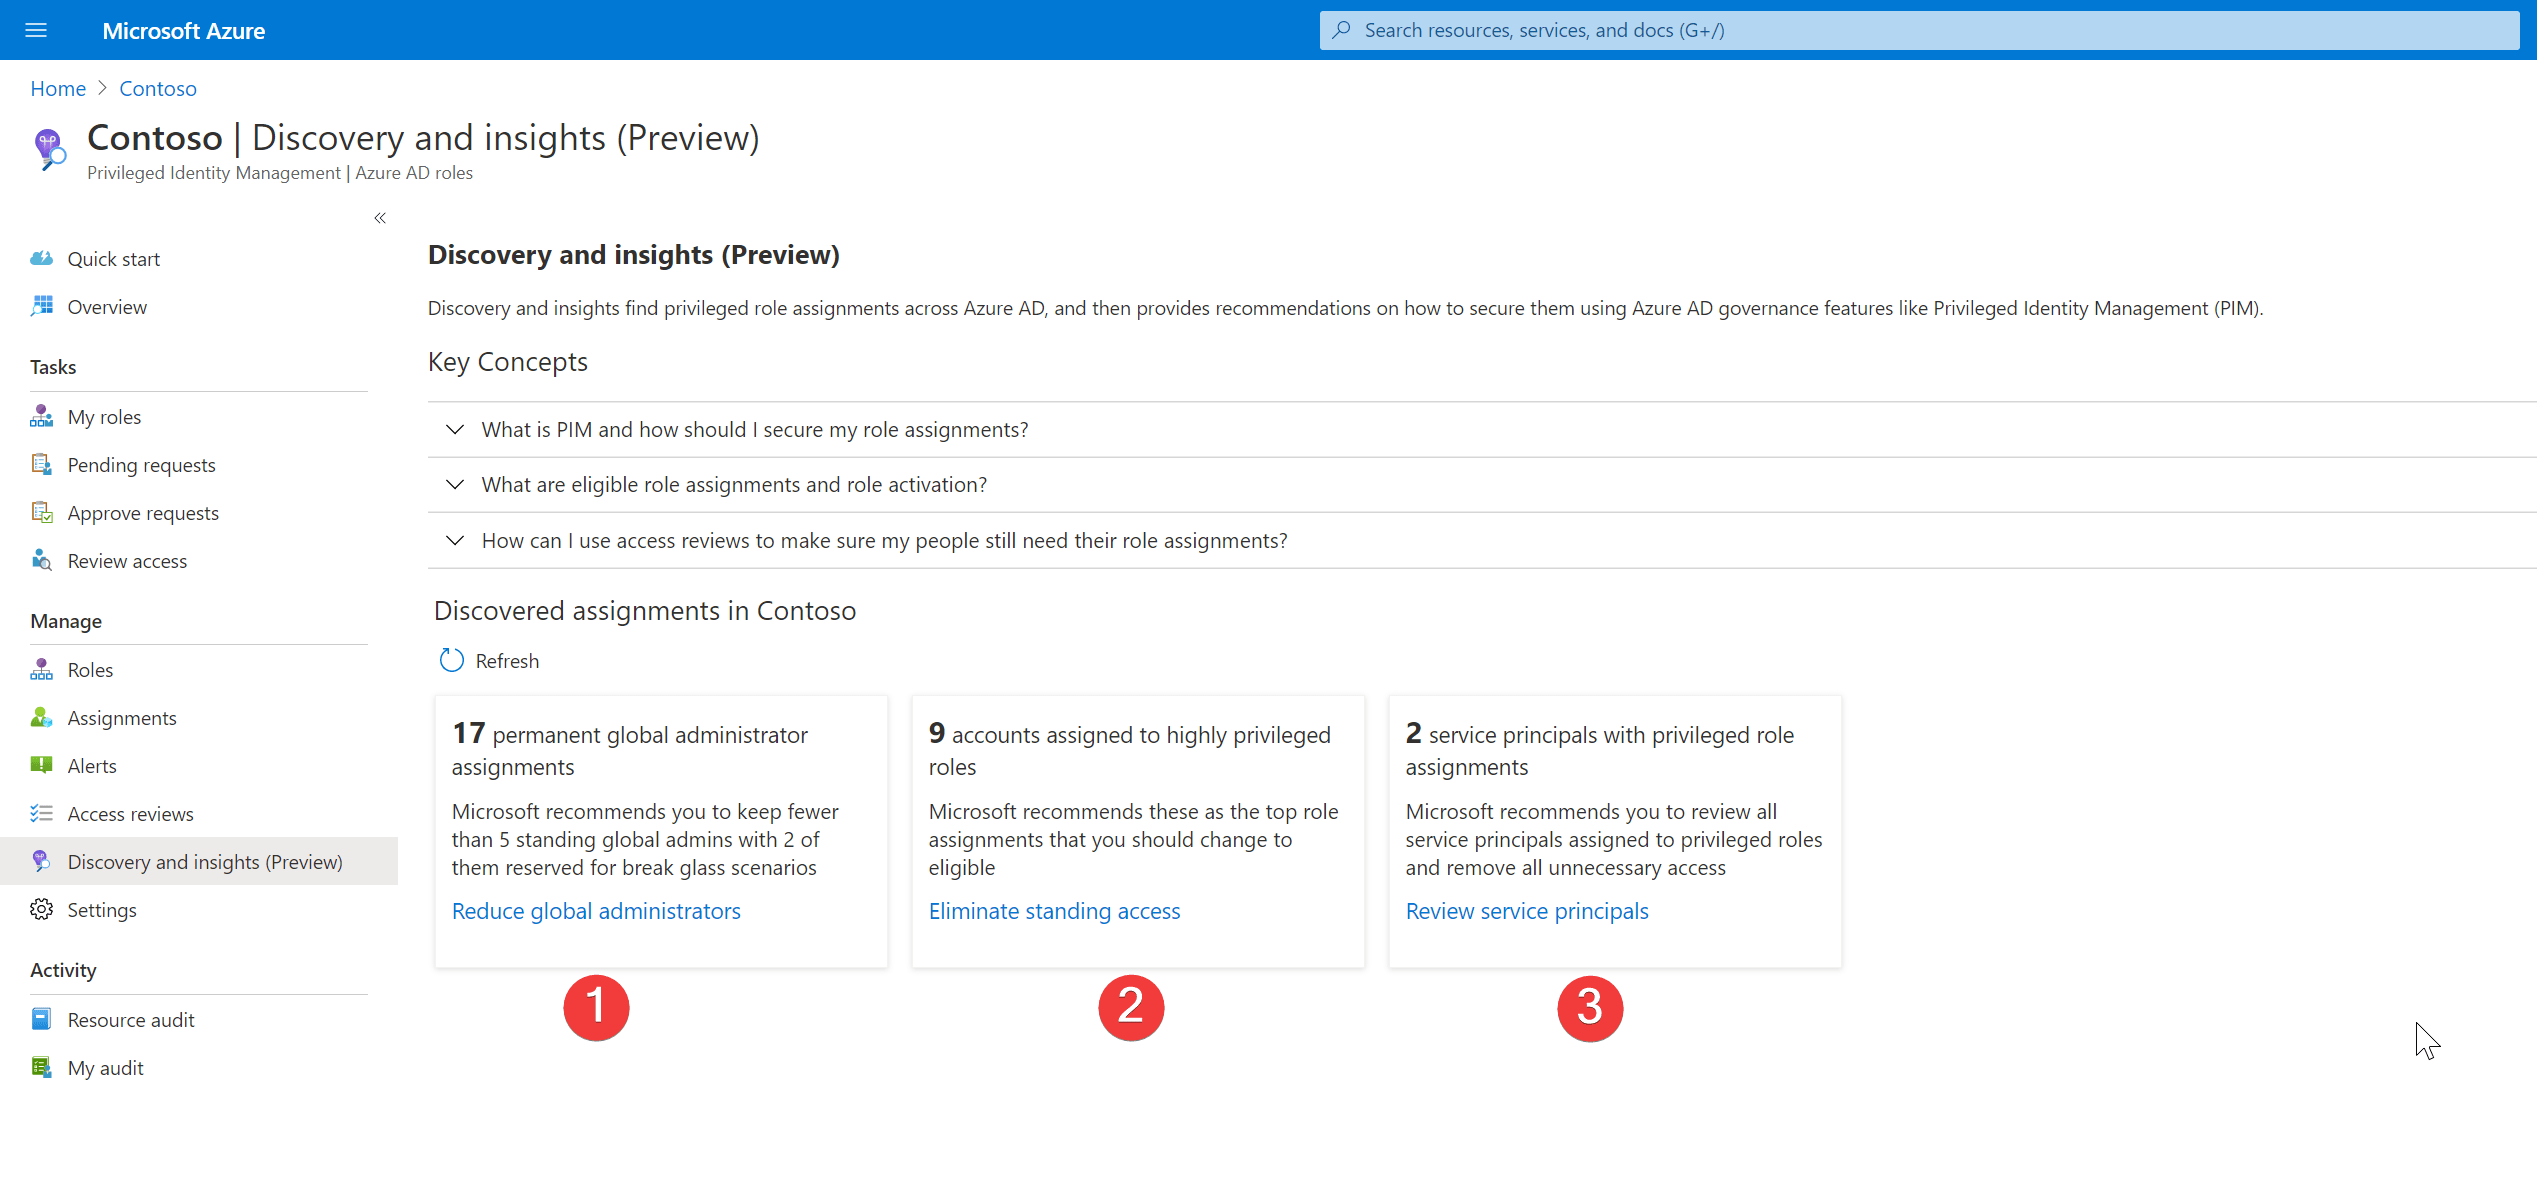 Microsoft Azure
Search resources, services, and docs (G+/)
Home > Contoso
Contoso | Discovery and insights (Preview)
Privileged Identity Management | Azure AD roles
«
Quick start
Overview
Tasks
My roles
Pending requests
Approve requests
Review access
Manage
Roles
Assignments
Alerts
Access reviews
Discovery and insights (Preview)
Settings
Activity
Resource audit
My audit
Discovery and insights (Preview)
Discovery and insights find privileged role assignments across Azure AD, and then provides recommendations on how to secure them using Azure AD governance features like Privileged Identity Management (PIM).
Key Concepts
What is PIM and how should I secure my role assignments?
What are eligible role assignments and role activation?
How can I use access reviews to make sure my people still need their role assignments?
Discovered assignments in Contoso
Refresh
17 permanent global administrator
assignments
Microsoft recommends you to keep fewer
than 5 standing global admins with 2 of
them reserved for break glass scenarios
Reduce global administrators
1
9 accounts assigned to highly privileged
roles
Microsoft recommends these as the top role
assignments that you should change to
eligible
Eliminate standing access
2
2 service principals with privileged role
assignments
Microsoft recommends you to review all
service principals assigned to privileged roles
and remove all unnecessary access
Review service principals
3